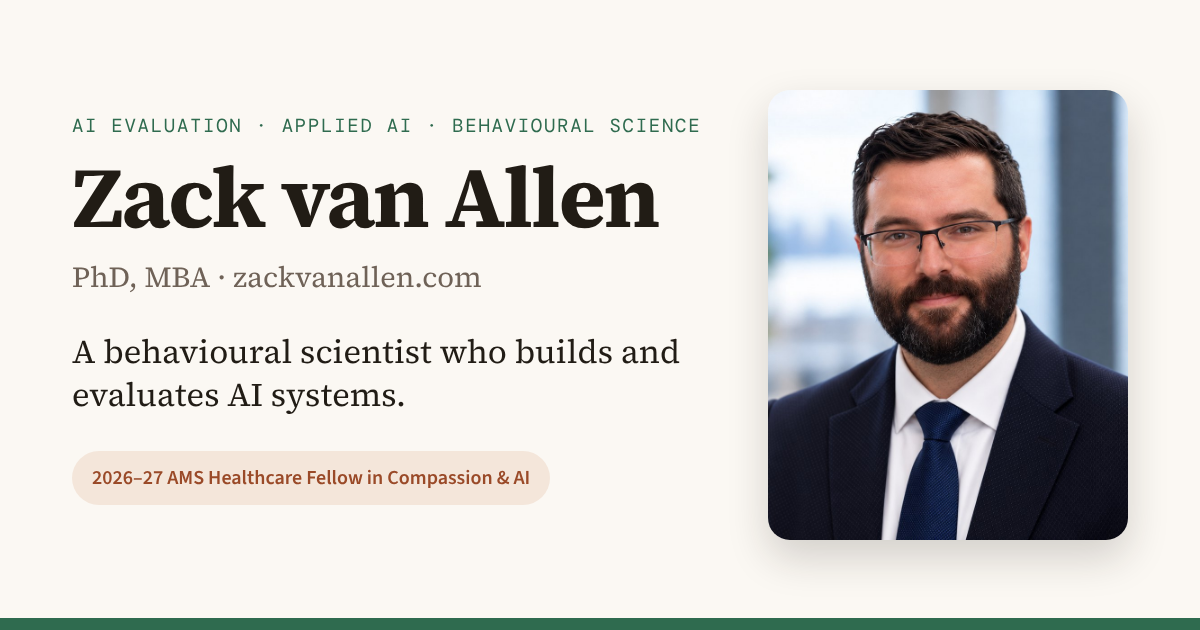 AI EVALUATION · APPLIED AI · BEHAVIOURAL SCIENCE
Zack van Allen
PhD, MBA · zackvanallen.com
A behavioural scientist who builds and
evaluates AI systems.
2026–27 AMS Healthcare Fellow in Compassion & AI